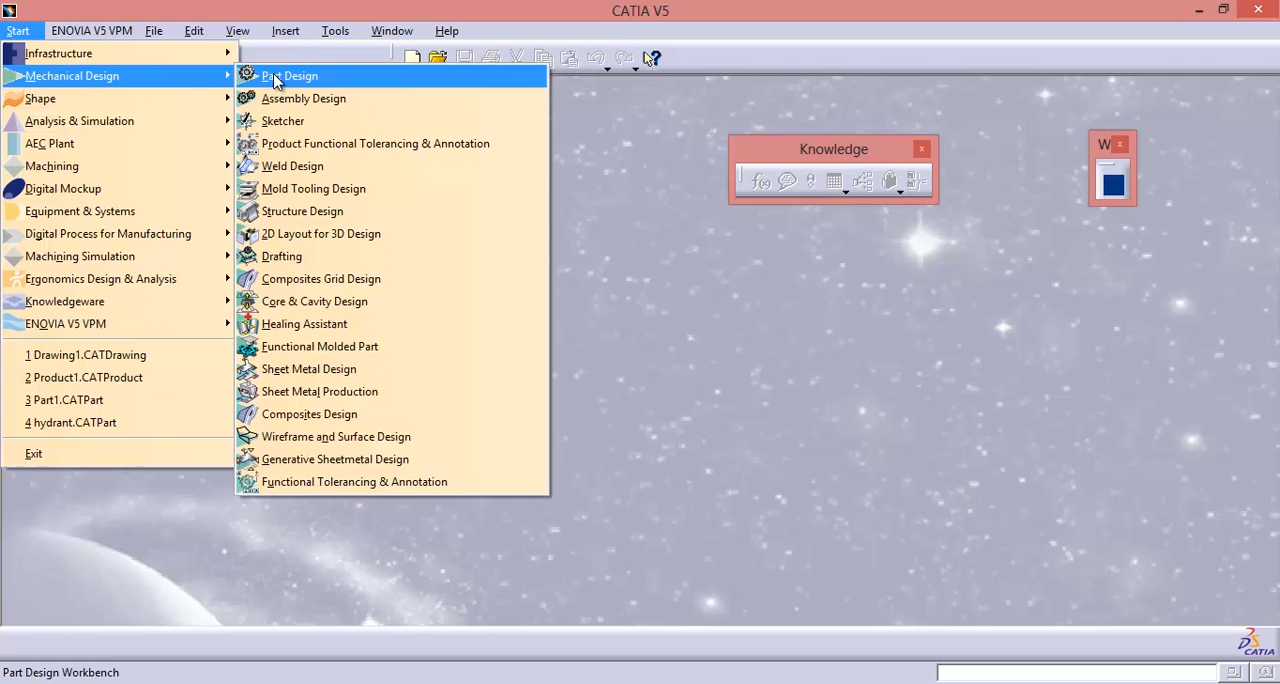 CATIA V5
Start ENOVIA V5 VPM File Edit View Insert Tools Window Help
Infrastructure
Mechanical Design
Shape
Analysis & Simulation
AEC Plant
Machining
Digital Mockup
Equipment & Systems
Digital Process for Manufacturing
Machining Simulation
Ergonomics Design & Analysis
Knowledgeware
ENOVIA V5 VPM
1 Drawing1.CATDrawing
2 Product1.CATProduct
3 Part1.CATPart
4 hydrant.CATPart
Exit
Part Design
Assembly Design
Sketcher
Product Functional Tolerancing & Annotation
Weld Design
Mold Tooling Design
Structure Design
2D Layout for 3D Design
Drafting
Composites Grid Design
Core & Cavity Design
Healing Assistant
Functional Molded Part
Sheet Metal Design
Sheet Metal Production
Composites Design
Wireframe and Surface Design
Generative Sheetmetal Design
Functional Tolerancing & Annotation
Knowledge
f(x)
W
CATIA
Part Design Workbench